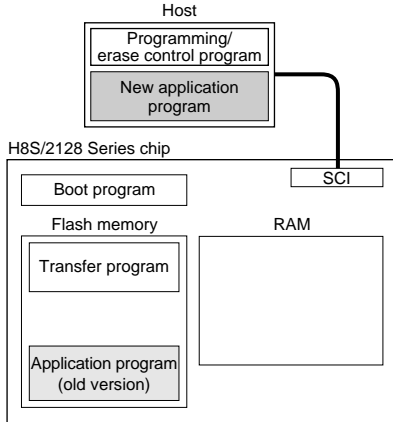 Host
Programming/
erase control program
New application
program
H8S/2128 Series chip
SCI
Boot program
Flash memory
RAM
Transfer program
Application program
(old version)